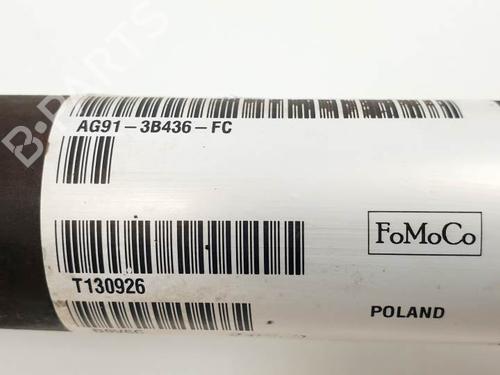 AG91-3B436-FC
T130926
FoMoCo
POLAND
B-PARTS